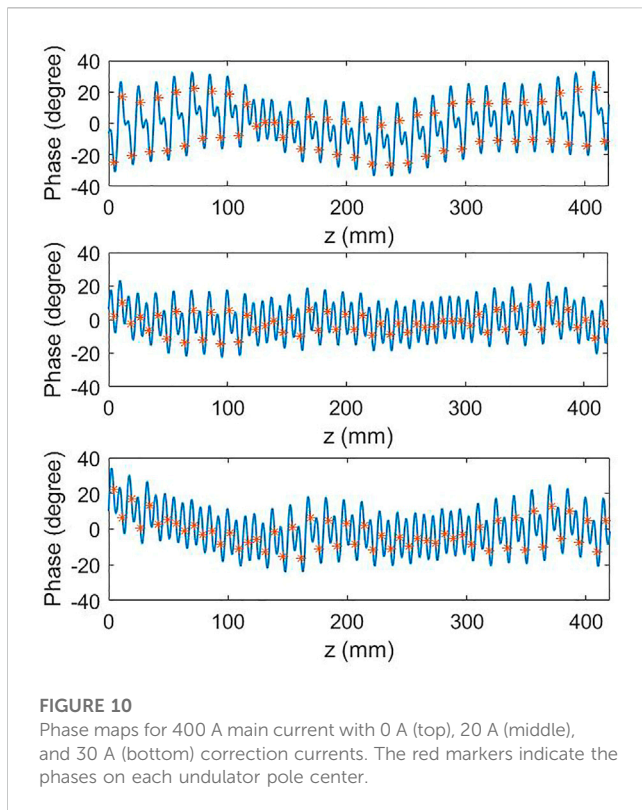 40
20
0
-20
-40
Phase (degree)
0 100 200 300 400
z (mm)
40
20
0
-20
-40
Phase (degree)
0 100 200 300 400
z (mm)
40
20
0
-20
-40
Phase (degree)
0 100 200 300 400
z (mm)
FIGURE 10
Phase maps for 400 A main current with 0 A (top), 20 A (middle),
and 30 A (bottom) correction currents. The red markers indicate the
phases on each undulator pole center.